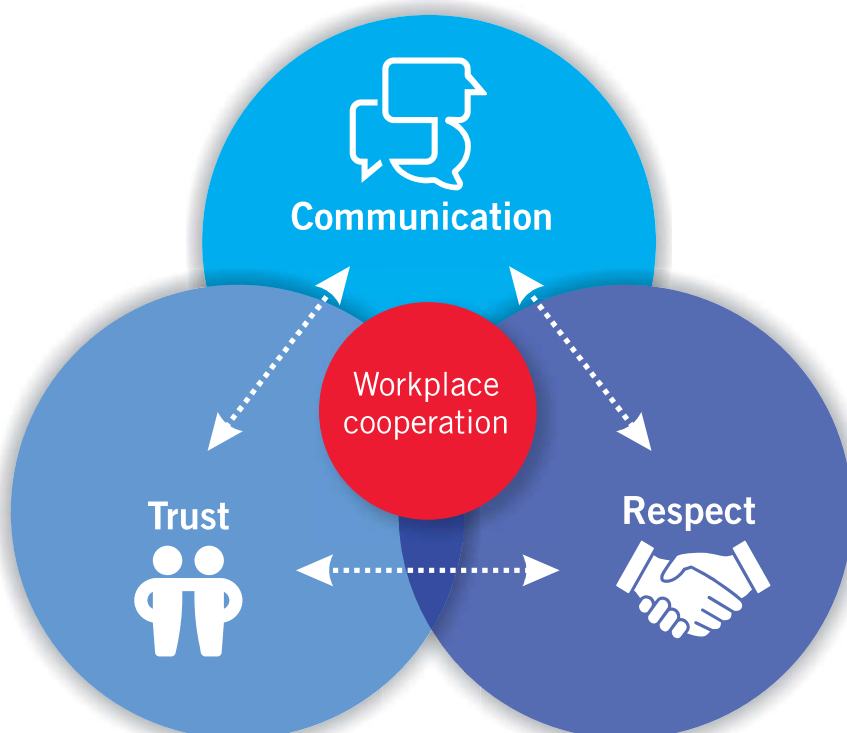 Communication
Workplace
cooperation
Trust
Respect